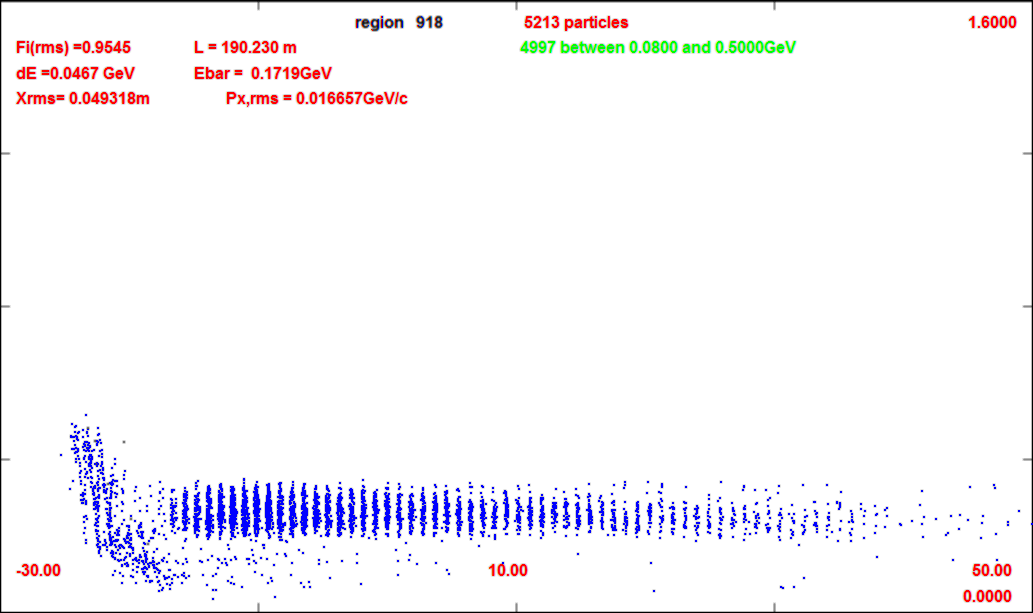 region 918 5213 particles 1.6000
Fi(rms) =0.9545 L = 190.230 m 4997 between 0.0800 and 0.5000GeV
dE =0.0467 GeV Ebar = 0.1719GeV
Xrms= 0.049318m Px,rms = 0.016657GeV/c
-30.00 10.00 50.00
0.0000